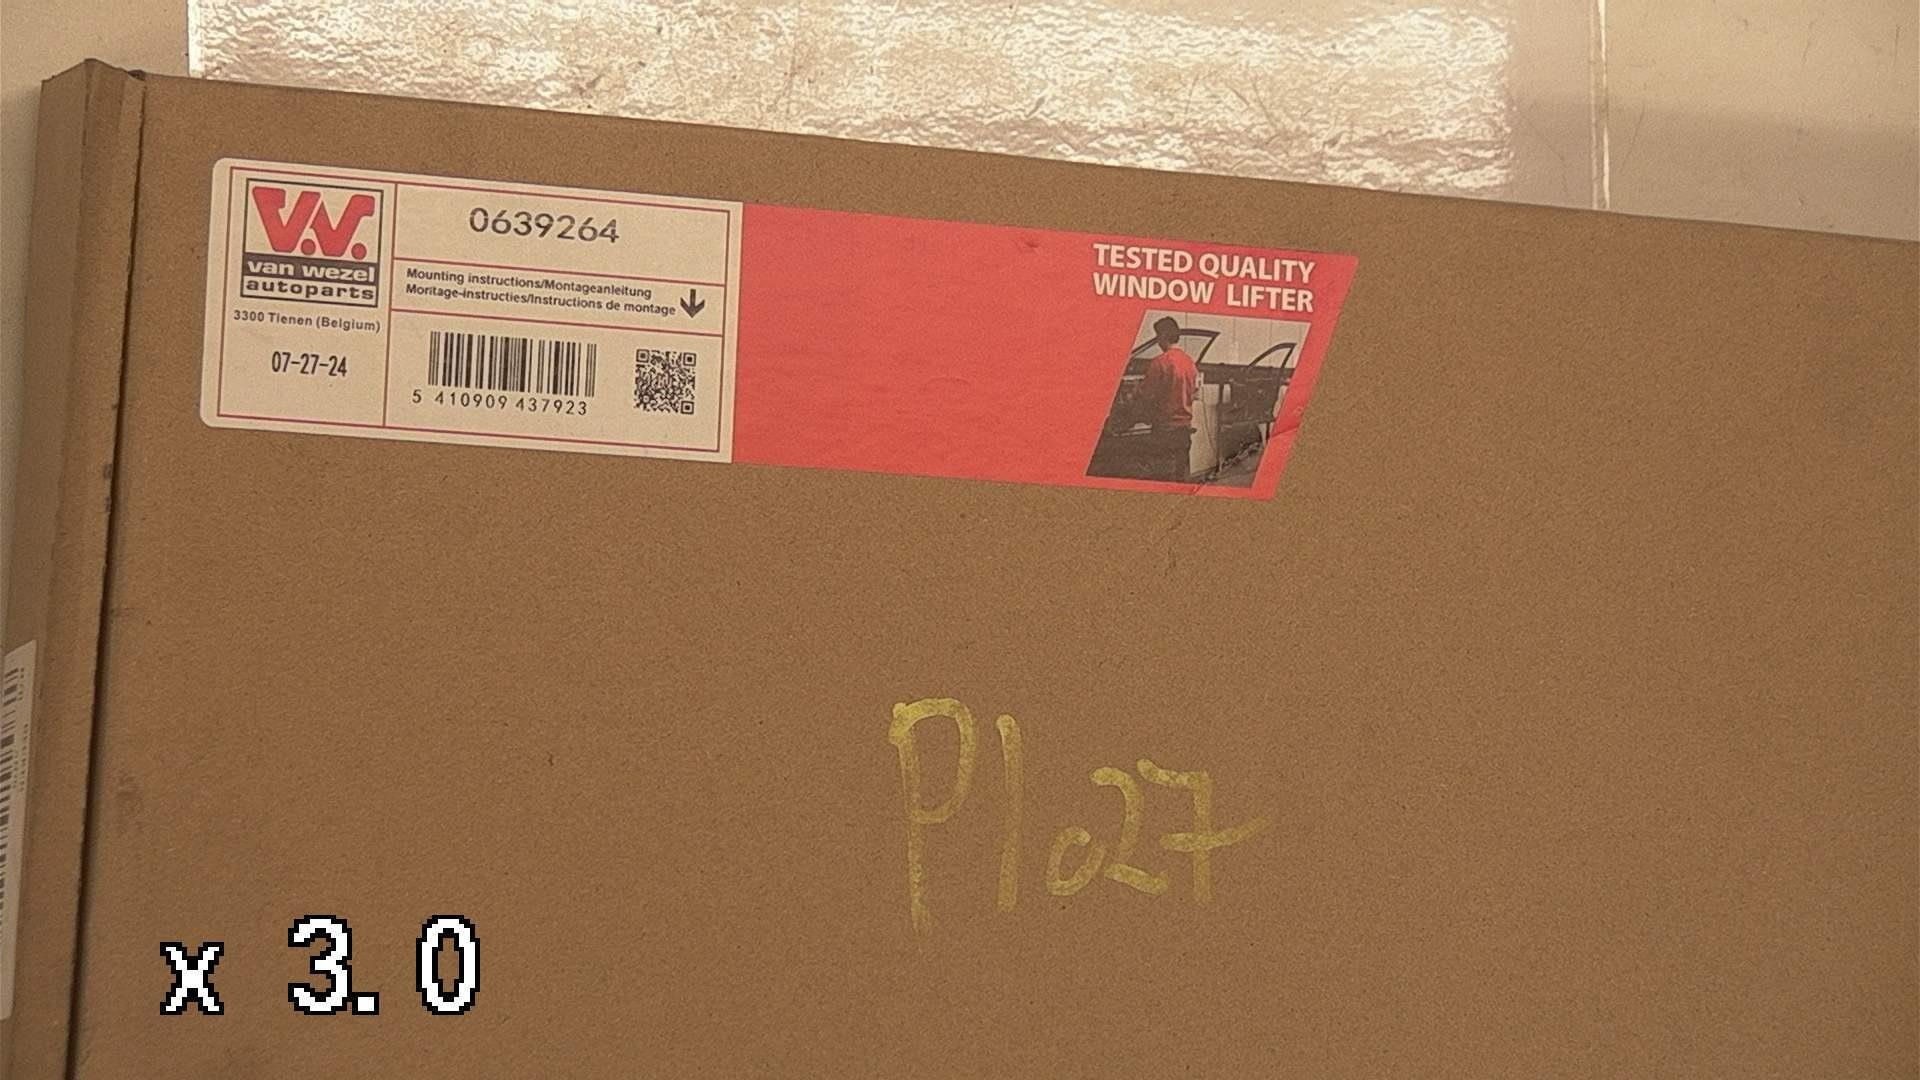 van wezel
autoparts
3300 Tienen (Belgium)
07-27-24
0639264
Mounting instructions/Montageanleitung
Montage-instructies/Instructions de montage
5 410909 437923
TESTED QUALITY
WINDOW LIFTER
P1027
x 3.0